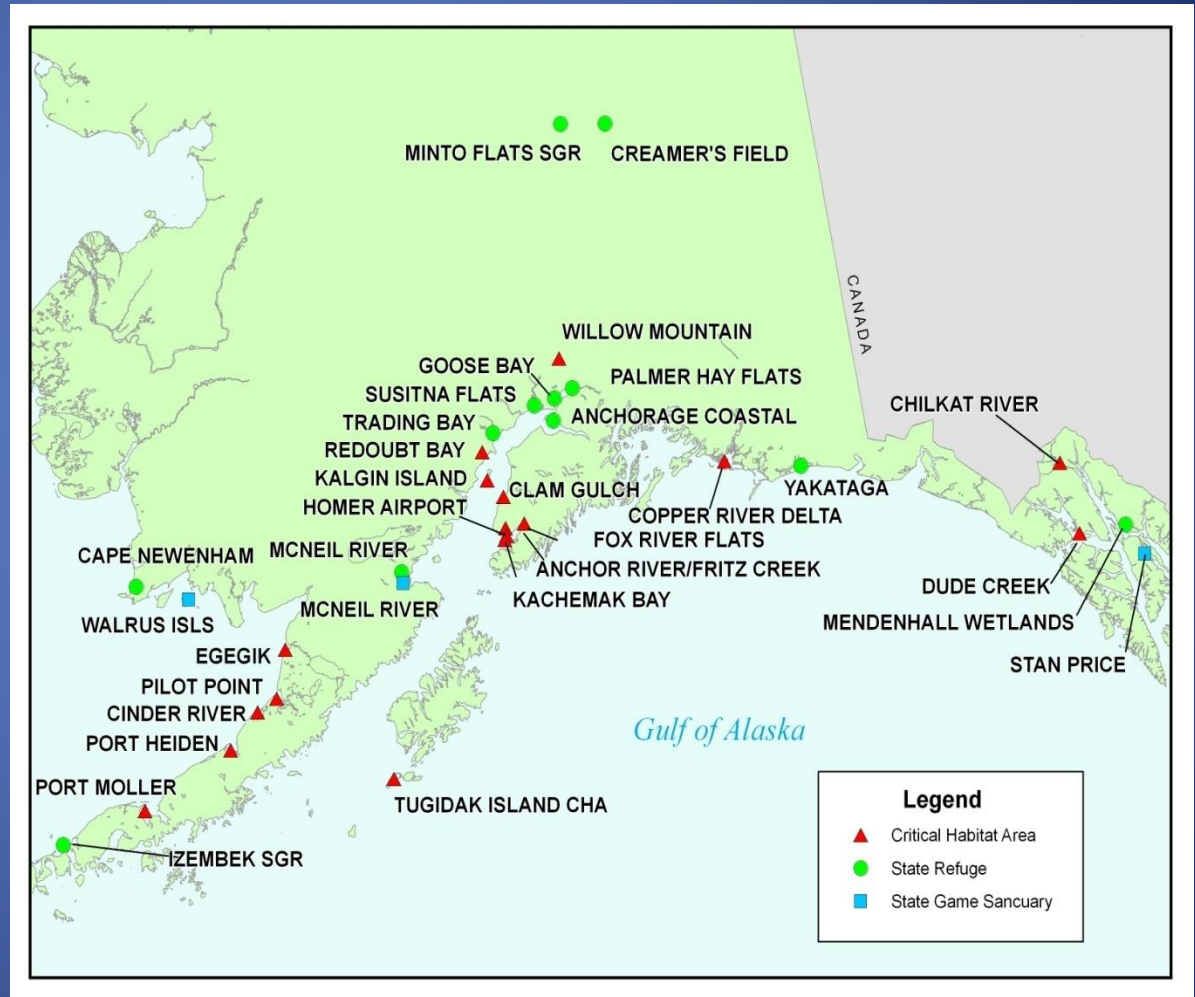 MINTO FLATS SGR
CREAMER'S FIELD
CANADA
WILLOW MOUNTAIN
GOOSE BAY
PALMER HAY FLATS
SUSITNA FLATS
ANCHORAGE COASTAL
TRADING BAY
REDOUBT BAY
KALGIN ISLAND
CLAM GULCH
HOMER AIRPORT
CHILKAT RIVER
YAKATAGA
COPPER RIVER DELTA
FOX RIVER FLATS
ANCHOR RIVER/FRITZ CREEK
KACHEMAK BAY
CAPE NEWENHAM
MCNEIL RIVER
WALRUS ISLS
MCNEIL RIVER
DUDE CREEK
MENDENHALL WETLANDS
STAN PRICE
EGEGIK
PILOT POINT
CINDER RIVER
PORT HEIDEN
PORT MOLLER
IZEMBEK SGR
TUGIDAK ISLAND CHA
Gulf of Alaska
Legend
Critical Habitat Area
State Refuge
State Game Sancuary